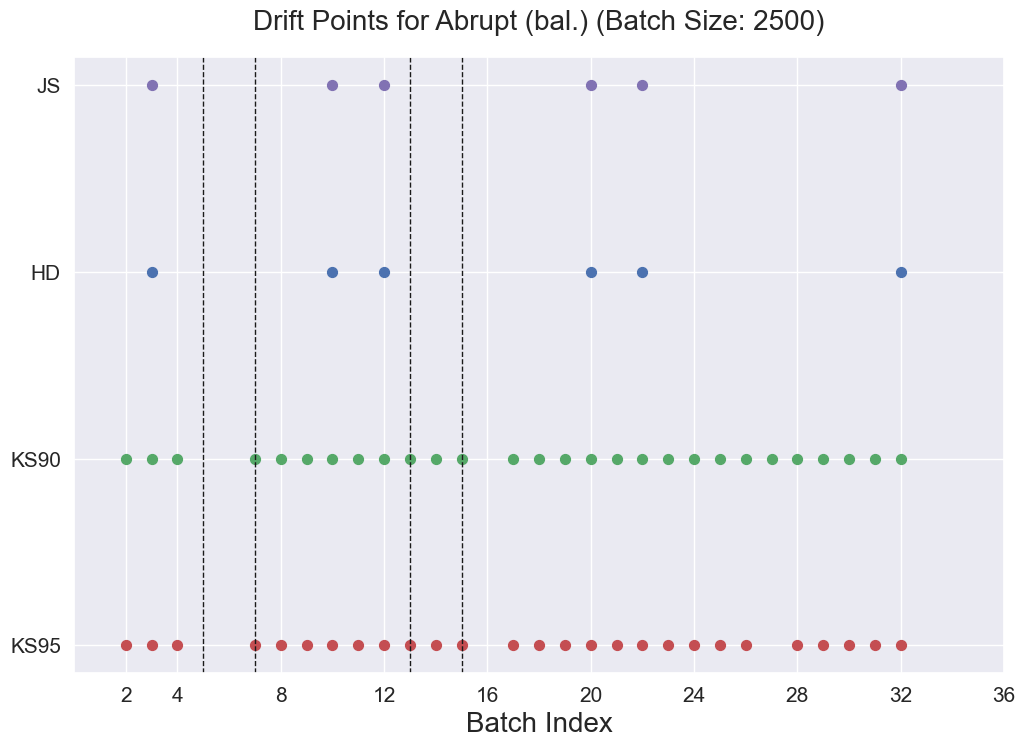 Drift Points for Abrupt (bal.) (Batch Size: 2500)
JS
HD
KS90
KS95
2 4 8 12 16 20 24 28 32 36
Batch Index